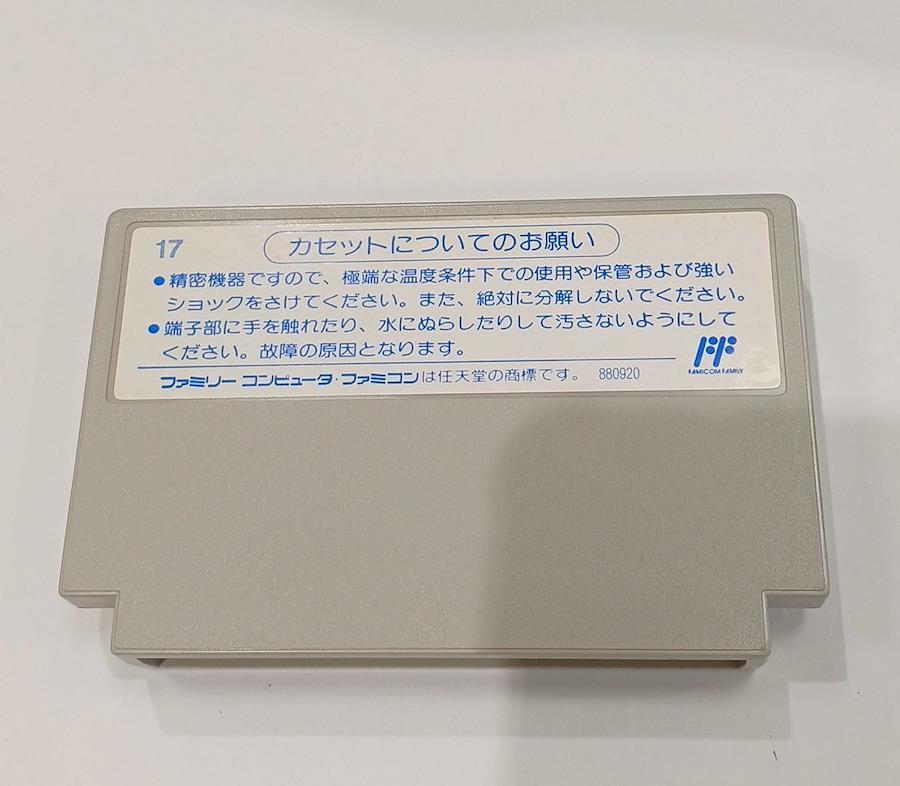 17
カセットについてのお願い
●精密機器ですので、極端な温度条件下での使用や保管および強い
ショックをさけてください。また、絶対に分解しないでください。
●端子部に手を触れたり、水にぬらしたりして汚さないようにして
ください。故障の原因となります。
FAMICOM FAMILY
ファミリー コンピュータ・ファミコンは任天堂の商標です。 880920